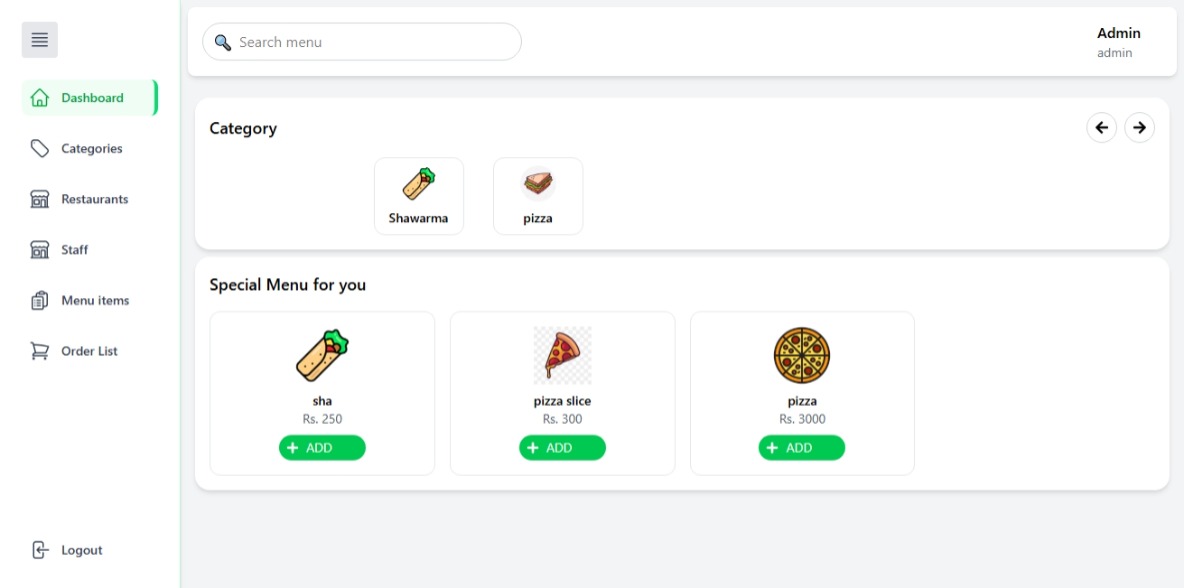 Search menu
Admin
admin
Dashboard
Categories
Restaurants
Staff
Menu items
Order List
Logout
Category
Shawarma
pizza
Special Menu for you
sha
Rs. 250
ADD
pizza slice
Rs. 300
ADD
pizza
Rs. 3000
ADD